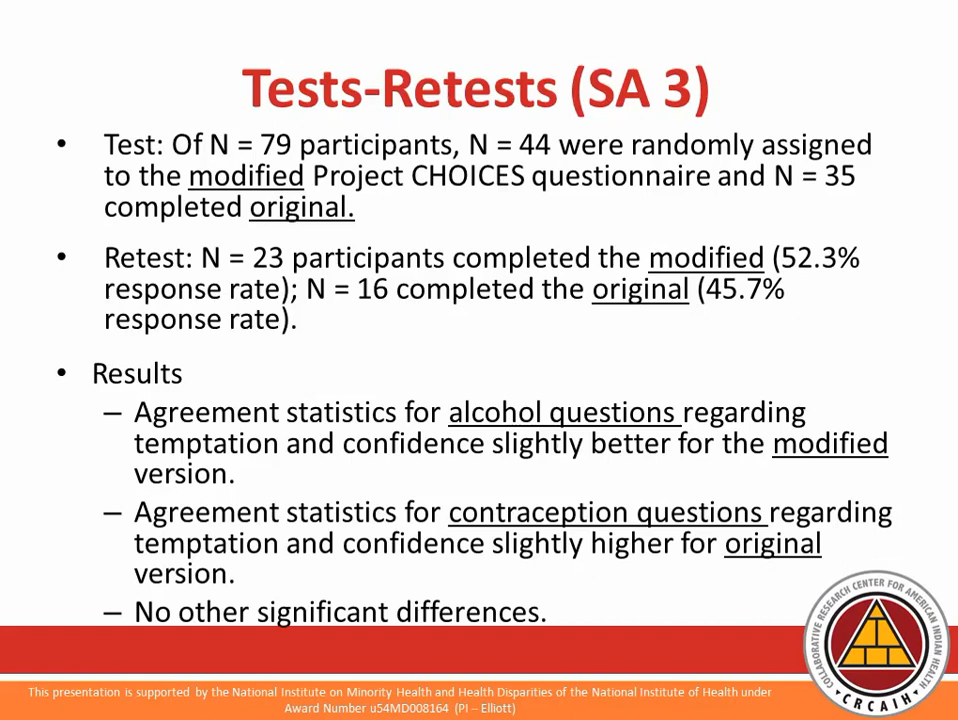 Tests-Retests (SA 3)
• Test: Of N = 79 participants, N = 44 were randomly assigned
to the modified Project CHOICES questionnaire and N = 35
completed original.
• Retest: N = 23 participants completed the modified (52.3%
response rate); N = 16 completed the original (45.7%
response rate).
• Results
– Agreement statistics for alcohol questions regarding
temptation and confidence slightly better for the modified
version.
– Agreement statistics for contraception questions regarding
temptation and confidence slightly higher for original
version.
– No other significant differences.
COLLABORATIVE RESEARCH CENTER FOR AMERICAN INDIAN HEALTH
CRCAIH
This presentation is supported by the National Institute on Minority Health and Health Disparities of the National Institute of Health under
Award Number u54MD008164 (PI – Elliott)